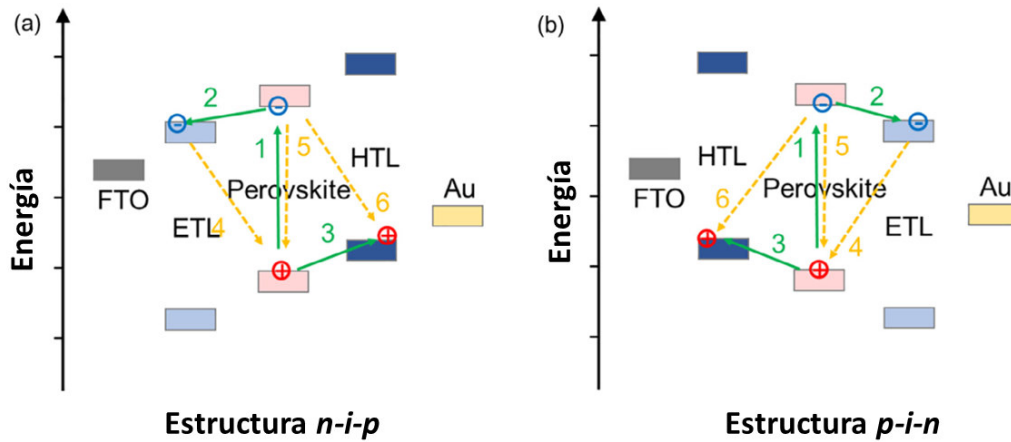 (a)
Energía
2
1
5
HTL
FTO
Perovskite
Au
ETL
4
3
6
Estructura n-i-p
(b)
Energía
2
1
5
HTL
FTO
Perovskite
Au
6
ETL
3
4
Estructura p-i-n